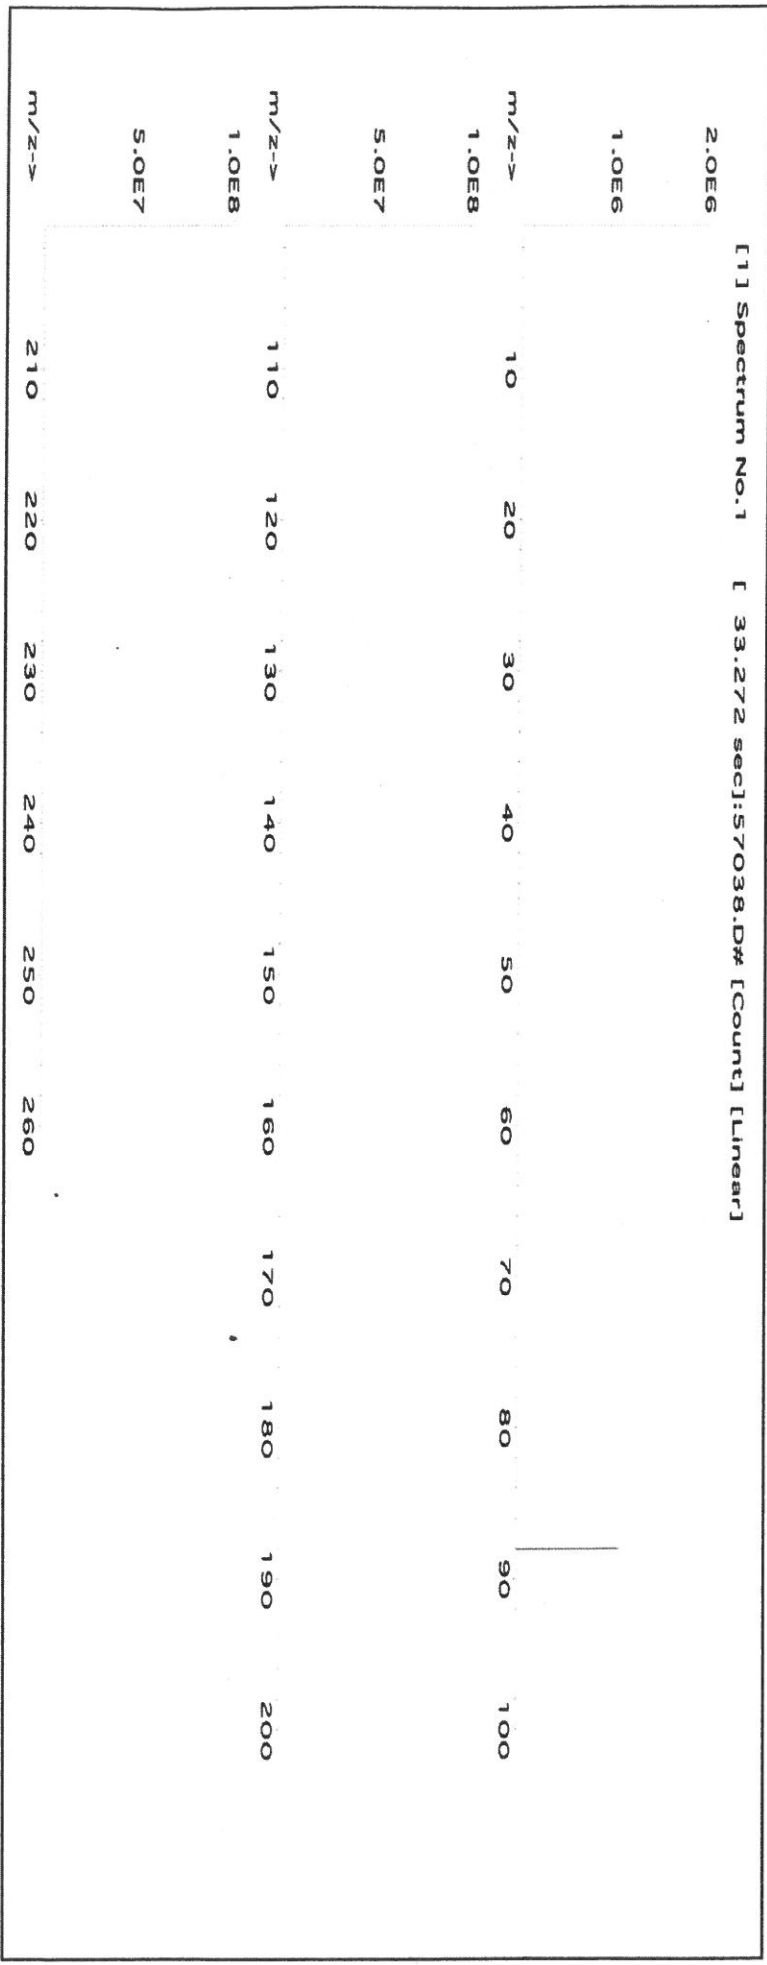 [1] Spectrum No.1 [ 33.272 sec]:57038.D# [Count] [Linear]
2.0E6
1.0E6
m/z-> 10 20 30 40 50 60 70 80 90 100
1.0E8
5.0E7
m/z-> 110 120 130 140 150 160 170 180 190 200
1.0E8
5.0E7
m/z-> 210 220 230 240 250 260